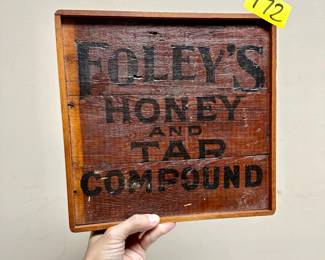 172
FOLEY'S
HONEY
AND
TAR
COMPOUND